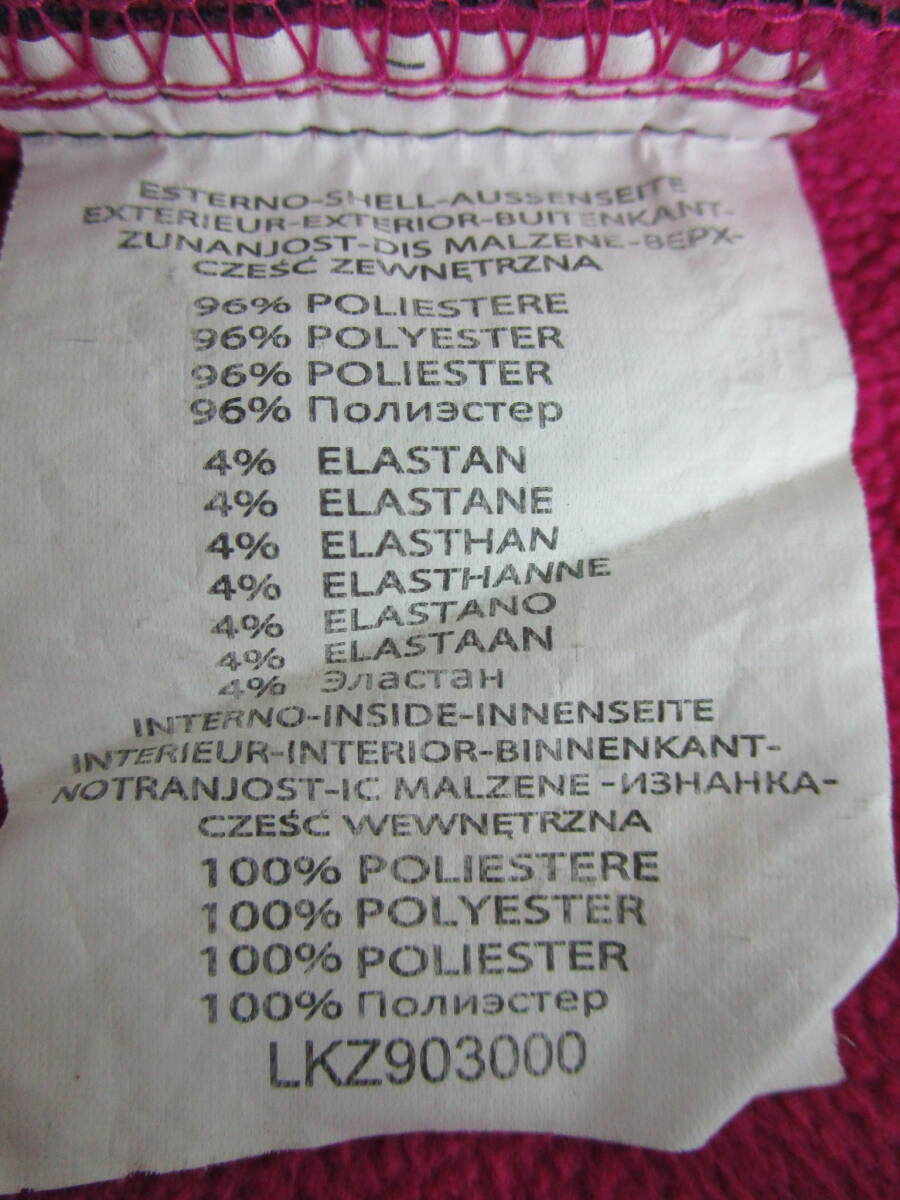 ESTERNO-SHELL-AUSSENSEITE
EXTERIEUR-EXTERIOR-BUITENKANT-
ZUNANJOST-DIS MALZENE-ВЕРХ-
CZEŚĆ ZEWNĘTRZNA
96% POLIESTERE
96% POLYESTER
96% POLIESTER
96% Полиэстер
4% ELASTAN
4% ELASTANE
4% ELASTHAN
4% ELASTHANNE
4% ELASTANO
4% ELASTAAN
4% Эластан
INTERNO-INSIDE-INNENSEITE
INTERIEUR-INTERIOR-BINNENKANT-
NOTRANJOST-IC MALZENE-ИЗНАНКА-
CZEŚĆ WEWNĘTRZNA
100% POLIESTERE
100% POLYESTER
100% POLIESTER
100% Полиэстер
LKZ903000